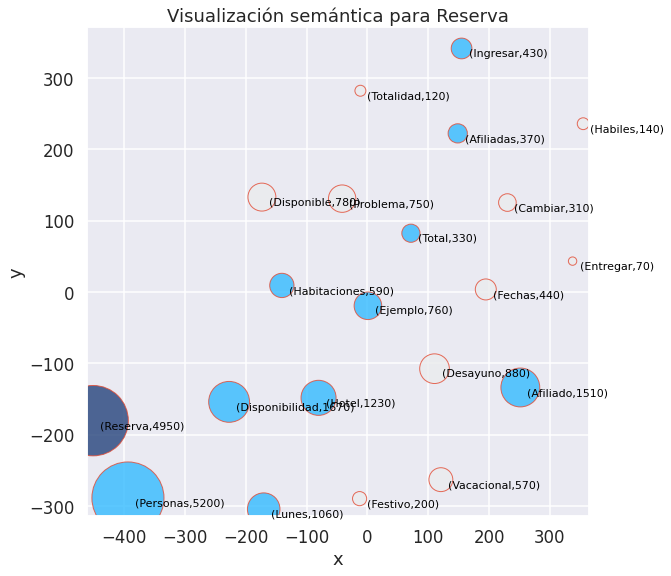 Visualización semántica para Reserva
(Ingresar,430)
(Totalidad,120)
(Habiles,140)
(Afiliadas,370)
(Disponible,780)
(Problema,750)
(Cambiar,310)
(Total,330)
(Entregar,70)
(Habitaciones,590)
(Fechas,440)
(Ejemplo,760)
(Desayuno,880)
(Afiliado,1510)
(Disponibilidad,1670)
(Hotel,1230)
(Reserva,4950)
(Vacacional,570)
(Personas,5200)
(Festivo,200)
(Lunes,1060)
y
300
200
100
0
−100
−200
−300
−400 −300 −200 −100 0 100 200 300
x